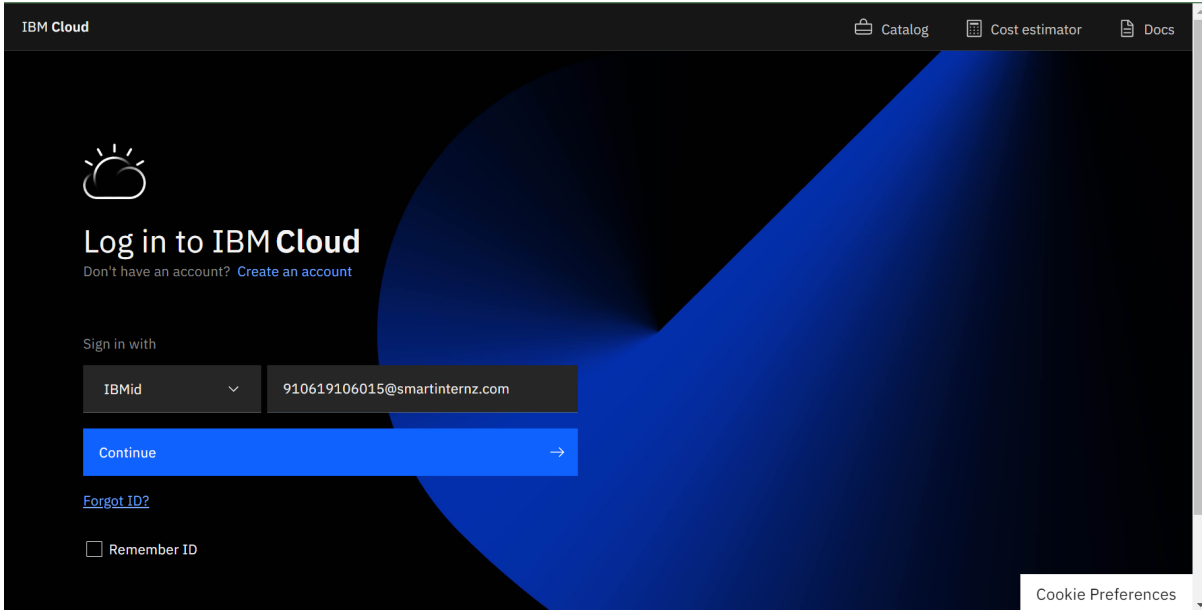 IBM Cloud
Catalog
Cost estimator
Docs
Log in to IBM Cloud
Don't have an account? Create an account
Sign in with
IBMid
910619106015@smartinternz.com
Continue
Forgot ID?
Remember ID
Cookie Preferences